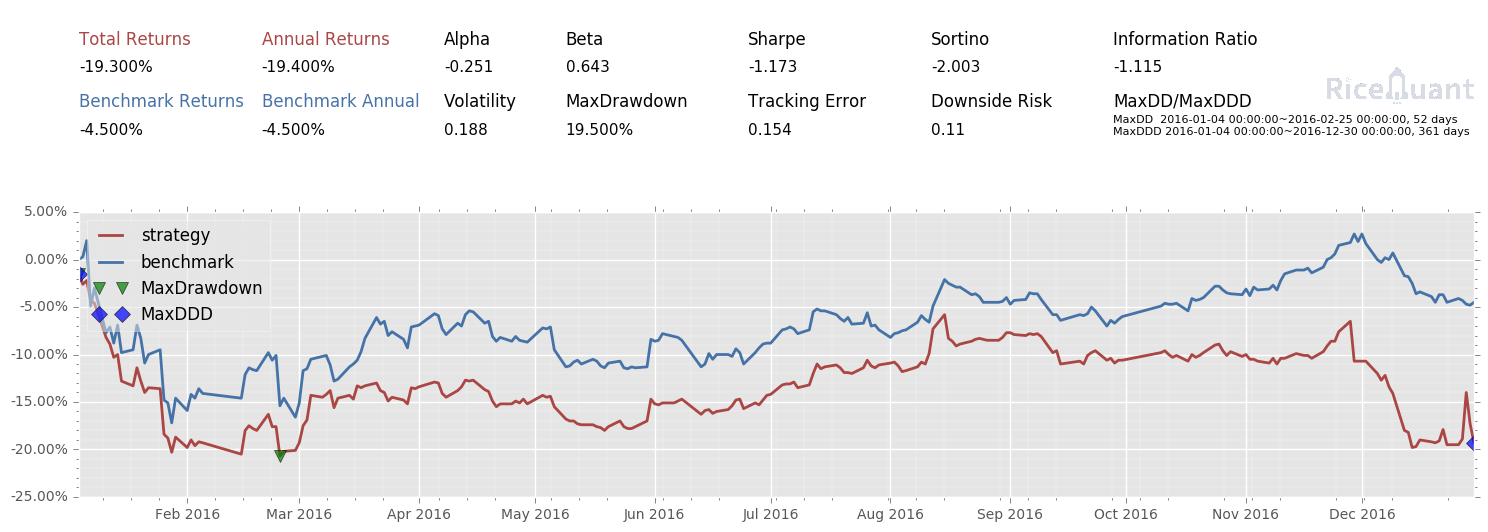 Total Returns Annual Returns Alpha Beta Sharpe Sortino Information Ratio
-19.300% -19.400% -0.251 0.643 -1.173 -2.003 -1.115
RiceQuant
Benchmark Returns Benchmark Annual Volatility MaxDrawdown Tracking Error Downside Risk MaxDD/MaxDDD
-4.500% -4.500% 0.188 19.500% 0.154 0.11
MaxDD 2016-01-04 00:00:00~2016-02-25 00:00:00, 52 days
MaxDDD 2016-01-04 00:00:00~2016-12-30 00:00:00, 361 days
5.00%
0.00%
-5.00%
-10.00%
-15.00%
-20.00%
-25.00%
strategy
benchmark
MaxDrawdown
MaxDDD
Feb 2016 Mar 2016 Apr 2016 May 2016 Jun 2016 Jul 2016 Aug 2016 Sep 2016 Oct 2016 Nov 2016 Dec 2016